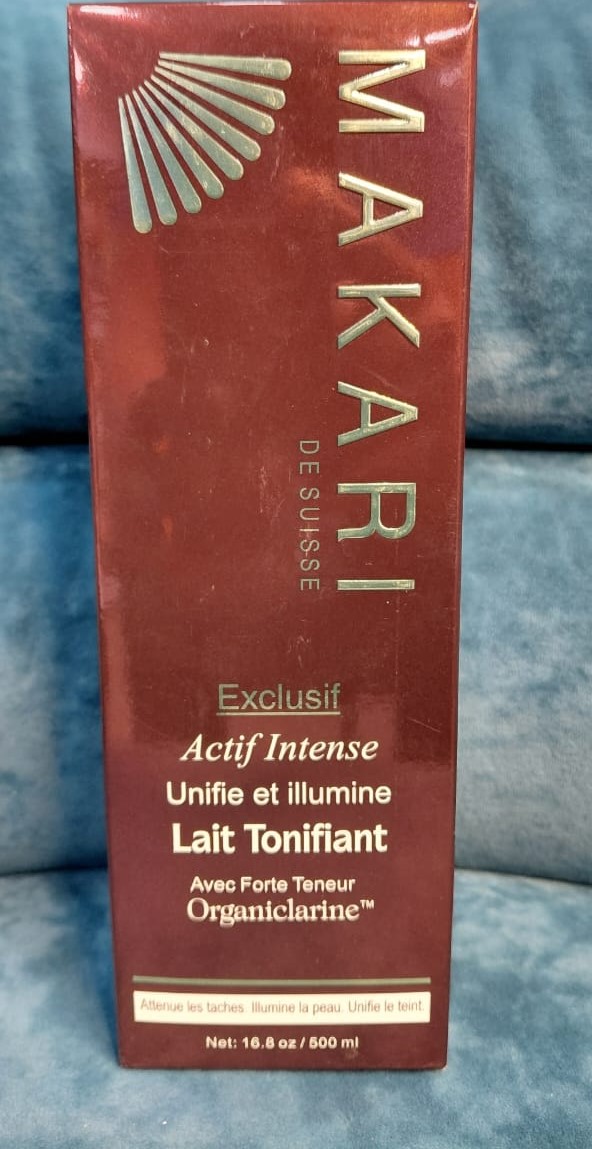 MAKARI
DE SUISSE
Exclusif
Actif Intense
Unifie et illumine
Lait Tonifiant
Avec Forte Teneur
Organiclarine™
Attenue les taches. Illumine la peau. Unifie le teint.
Net: 16.8 oz / 500 ml